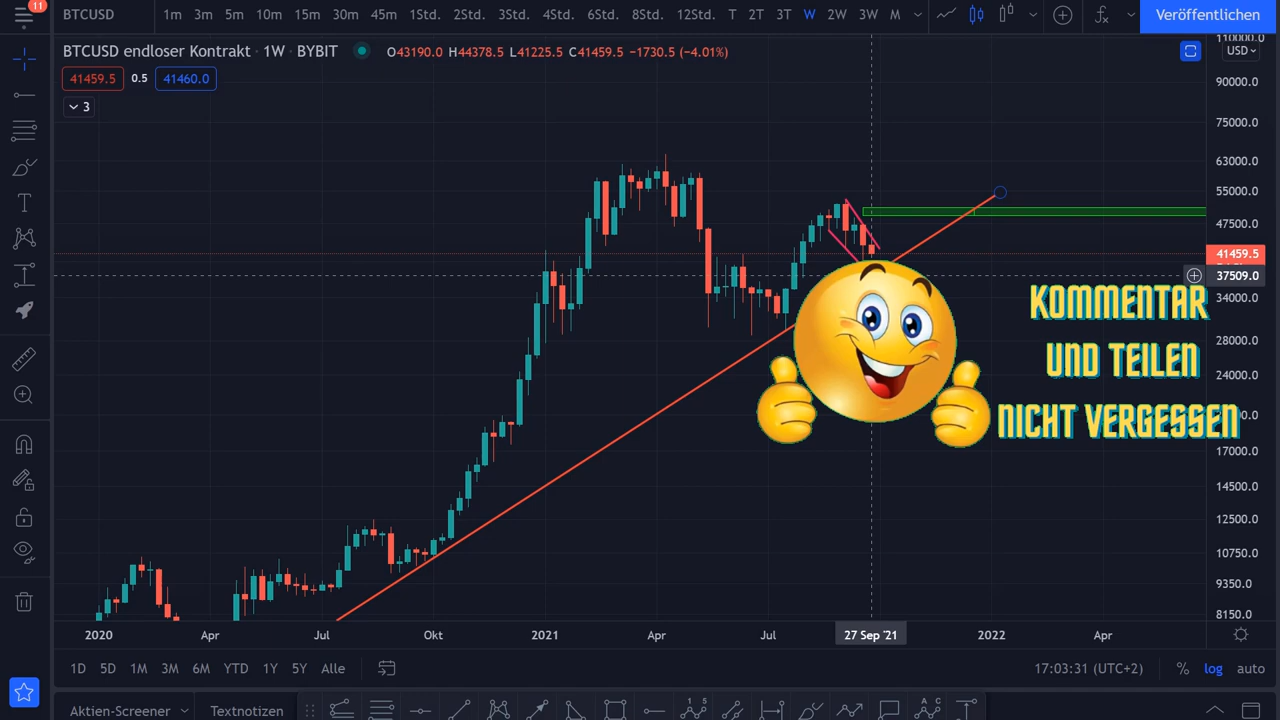 11
BTCUSD 1m 3m 5m 10m 15m 30m 45m 1Std. 2Std. 3Std. 4Std. 6Std. 8Std. 12Std. T 2T 3T W 2W 3W M Veröffentlichen
BTCUSD endloser Kontrakt · 1W · BYBIT O43190.0 H44378.5 L41225.5 C41459.5 −1730.5 (−4.01%)
41459.5 0.5 41460.0
3
110000.0
USD
90000.0
75000.0
63000.0
55000.0
47500.0
41459.5
37509.0
34000.0
28000.0
24000.0
17000.0
14500.0
12500.0
10750.0
9350.0
8150.0
KOMMENTAR
UND TEILEN
NICHT VERGESSEN
2020 Apr Jul Okt 2021 Apr Jul 27 Sep '21 2022 Apr
1D 5D 1M 3M 6M YTD 1Y 5Y Alle 17:03:31 (UTC+2) % log auto
Aktien-Screener Textnotizen